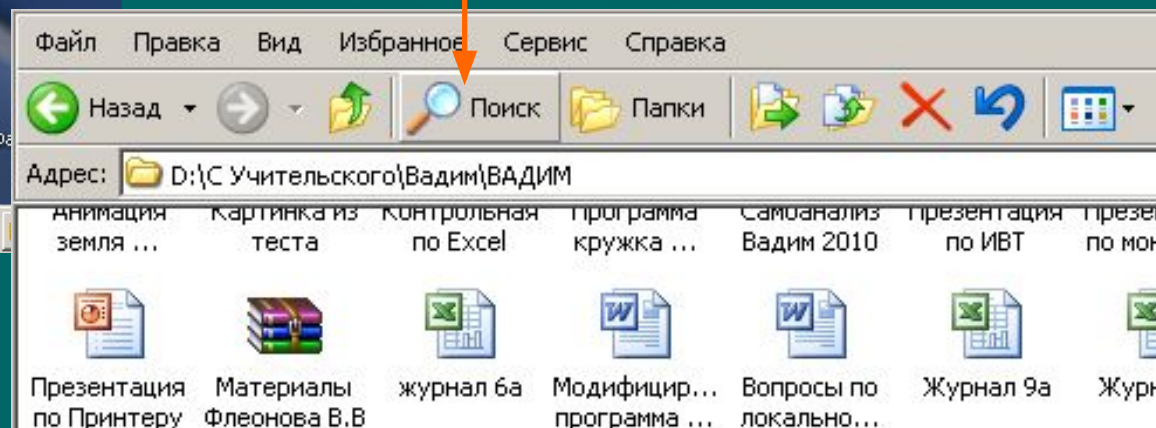 Файл Правка Вид Избранное Сервис Справка
Назад Поиск Папки
Адрес: D:\С Учительского\Вадим\ВАДИМ
Анимация Картинка из Контрольная Программа Самоанализ Презентация
земля ... теста по Excel кружка ... Вадим 2010 по ИВТ по
Презентация Материалы журнал 6а Модифицир... Вопросы по Журнал 9а
по Принтеру Флеонова В.В программа ... локально...